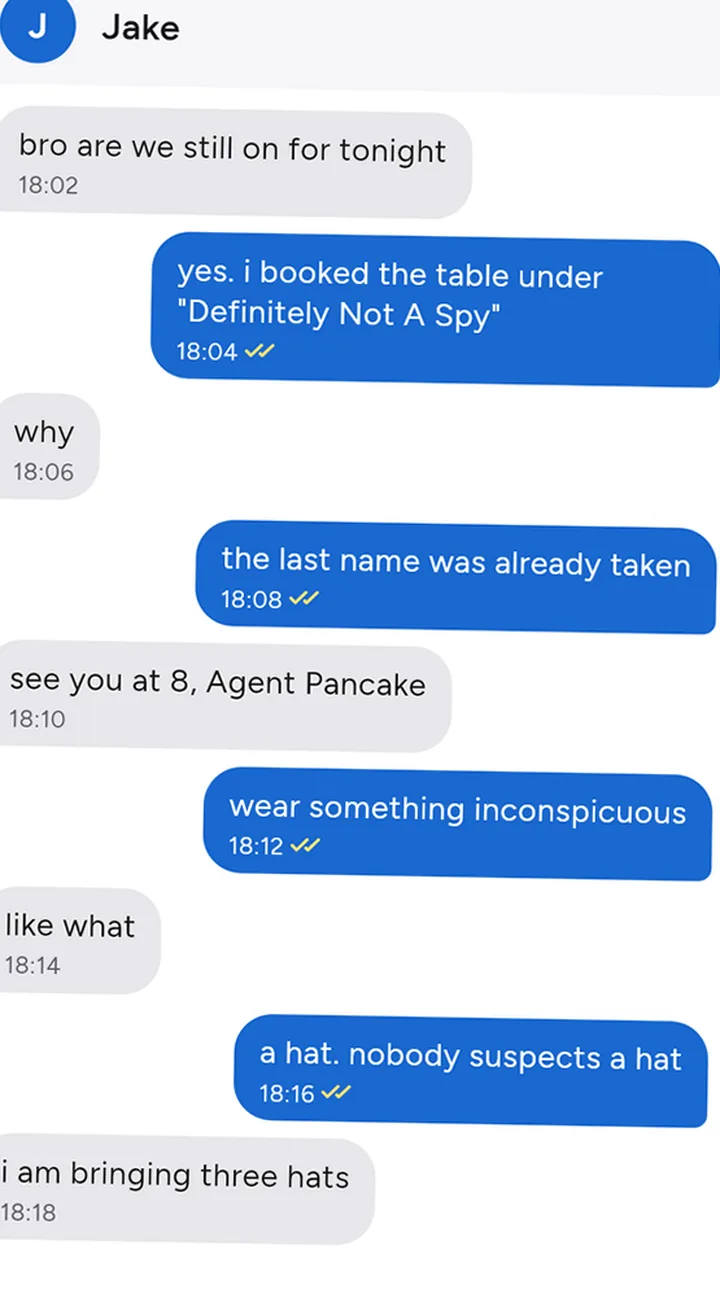 J
Jake
bro are we still on for tonight
18:02
yes. i booked the table under
"Definitely Not A Spy"
18:04
why
18:06
the last name was already taken
18:08
see you at 8, Agent Pancake
18:10
wear something inconspicuous
18:12
like what
18:14
a hat. nobody suspects a hat
18:16
i am bringing three hats
18:18